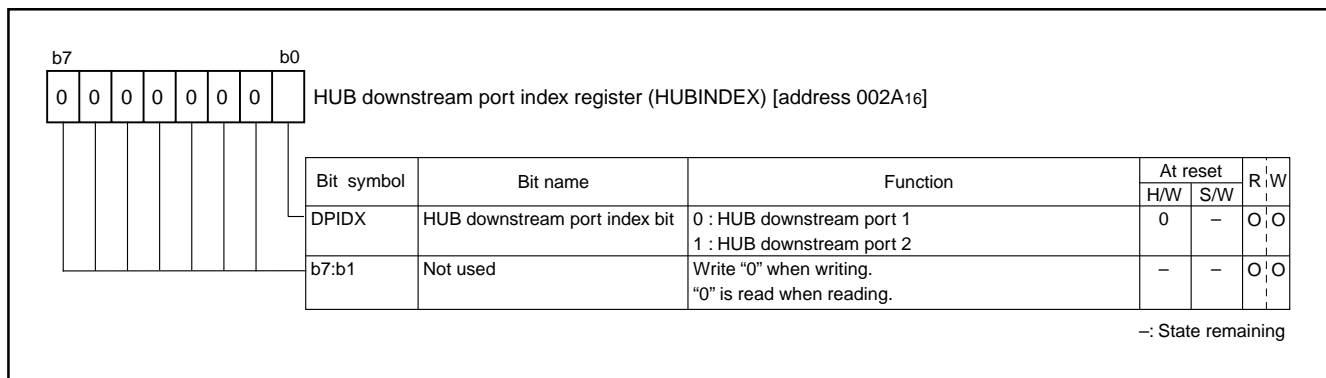 b7 b0
0 0 0 0 0 0 0 HUB downstream port index register (HUBINDEX) [address 002A16]
Bit symbol Bit name Function At reset R W
H/W S/W
DPIDX HUB downstream port index bit 0 : HUB downstream port 1 0 – O O
1 : HUB downstream port 2
b7:b1 Not used Write “0” when writing. – – O O
“0” is read when reading.
–: State remaining